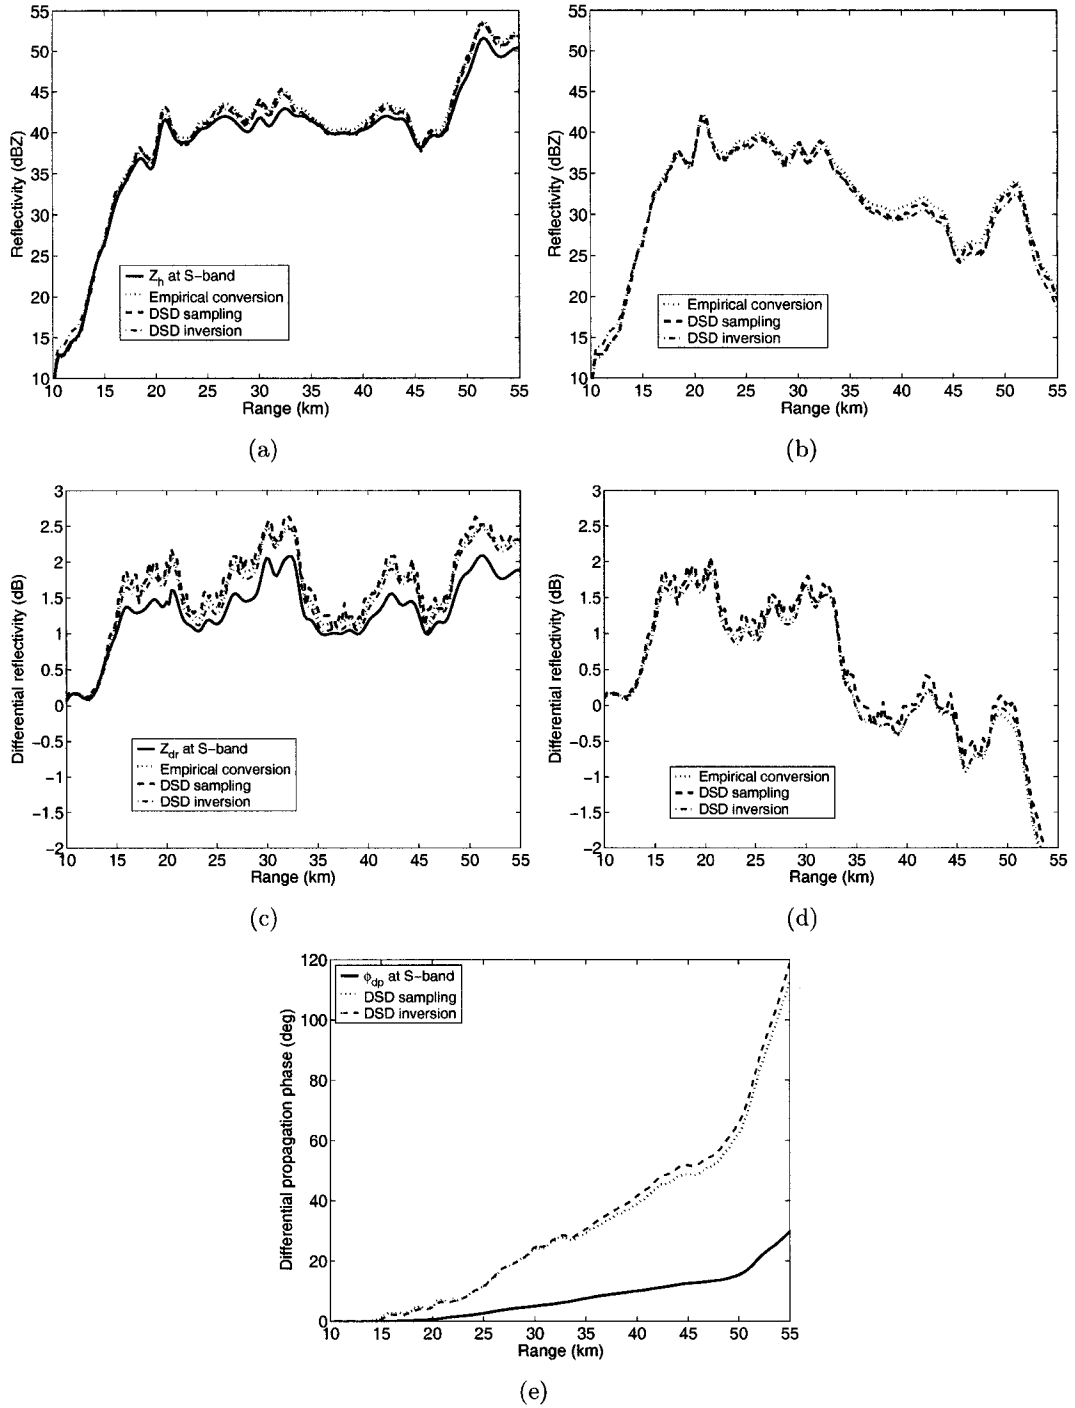 55
50
45
40
35
30
25
20
15
10
Reflectivity (dBZ)
Z_h at S-band
Empirical conversion
DSD sampling
DSD inversion
10 15 20 25 30 35 40 45 50 55
Range (km)
(a)
55
50
45
40
35
30
25
20
15
10
Reflectivity (dBZ)
Empirical conversion
DSD sampling
DSD inversion
10 15 20 25 30 35 40 45 50 55
Range (km)
(b)
3
2.5
2
1.5
1
0.5
0
−0.5
−1
−1.5
−2
Differential reflectivity (dB)
Z_dr at S-band
Empirical conversion
DSD sampling
DSD inversion
10 15 20 25 30 35 40 45 50 55
Range (km)
(c)
3
2.5
2
1.5
1
0.5
0
−0.5
−1
−1.5
−2
Differential reflectivity (dB)
Empirical conversion
DSD sampling
DSD inversion
10 15 20 25 30 35 40 45 50 55
Range (km)
(d)
120
100
80
60
40
20
0
Differential propagation phase (deg)
ϕ_dp at S-band
DSD sampling
DSD inversion
10 15 20 25 30 35 40 45 50 55
Range (km)
(e)